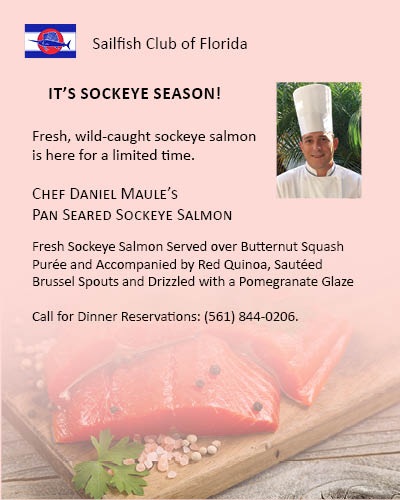 Sailfish Club of Florida
IT'S SOCKEYE SEASON!
Fresh, wild-caught sockeye salmon
is here for a limited time.
CHEF DANIEL MAULE'S
PAN SEARED SOCKEYE SALMON
Fresh Sockeye Salmon Served over Butternut Squash
Purée and Accompanied by Red Quinoa, Sautéed
Brussel Spouts and Drizzled with a Pomegranate Glaze
Call for Dinner Reservations: (561) 844-0206.